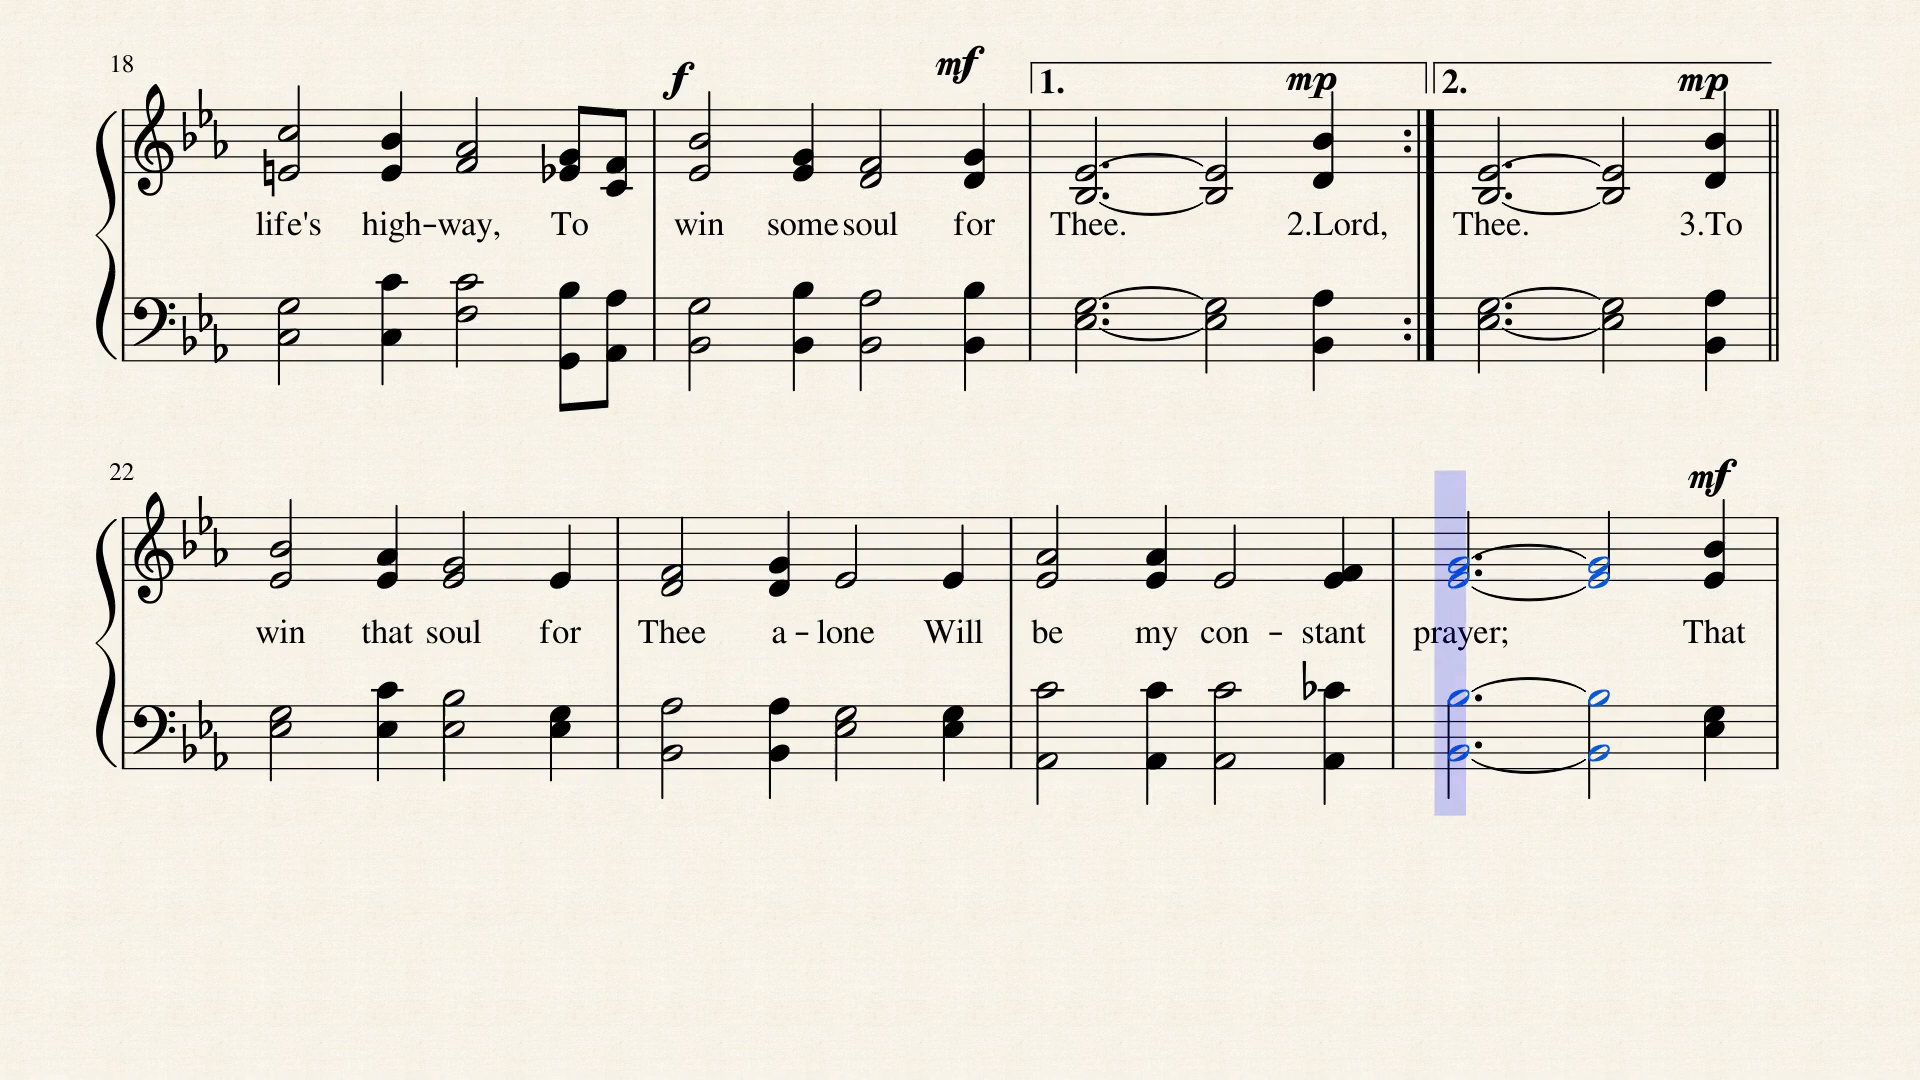 18 f mf 1. mp 2. mp
life's high-way, To win some soul for Thee. 2.Lord, Thee. 3.To
22 mf
win that soul for Thee a-lone Will be my con-stant prayer; That